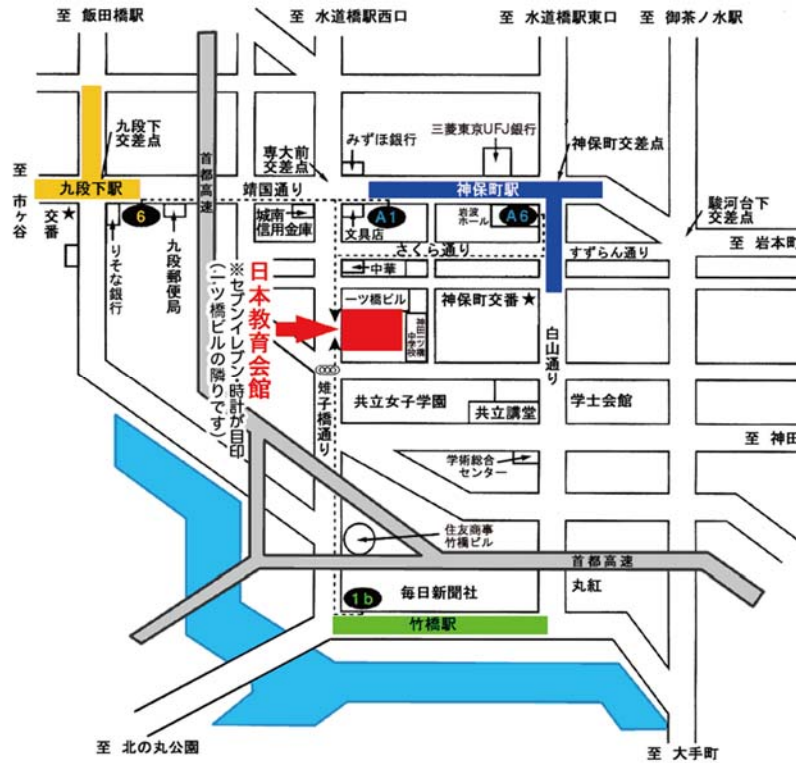 至 飯田橋駅
至 水道橋駅西口
至 水道橋駅東口
至 御茶ノ水駅
九段下
交差点
首都高速
専大前
交差点
みずほ銀行
三菱東京UFJ銀行
神保町交差点
至 市ヶ谷
九段下駅
靖国通り
神保町駅
駿河台下
交差点
交番★
6
城南
信用金庫
A1
文具店
岩波
ホール
A6
りそな銀行
九段郵便局
さくら通り
すずらん通り
至 岩本町
中華
日本教育会館
※セブンイレブン・時計が目印
(一ツ橋ビルの隣りです)
一ツ橋ビル
神田一ツ橋
中学校
神保町交番★
白山通り
雉子橋通り
共立女子学園
共立講堂
学士会館
至 神田
学術総合
センター
住友商事
竹橋ビル
首都高速
1b
毎日新聞社
丸紅
竹橋駅
至 北の丸公園
至 大手町